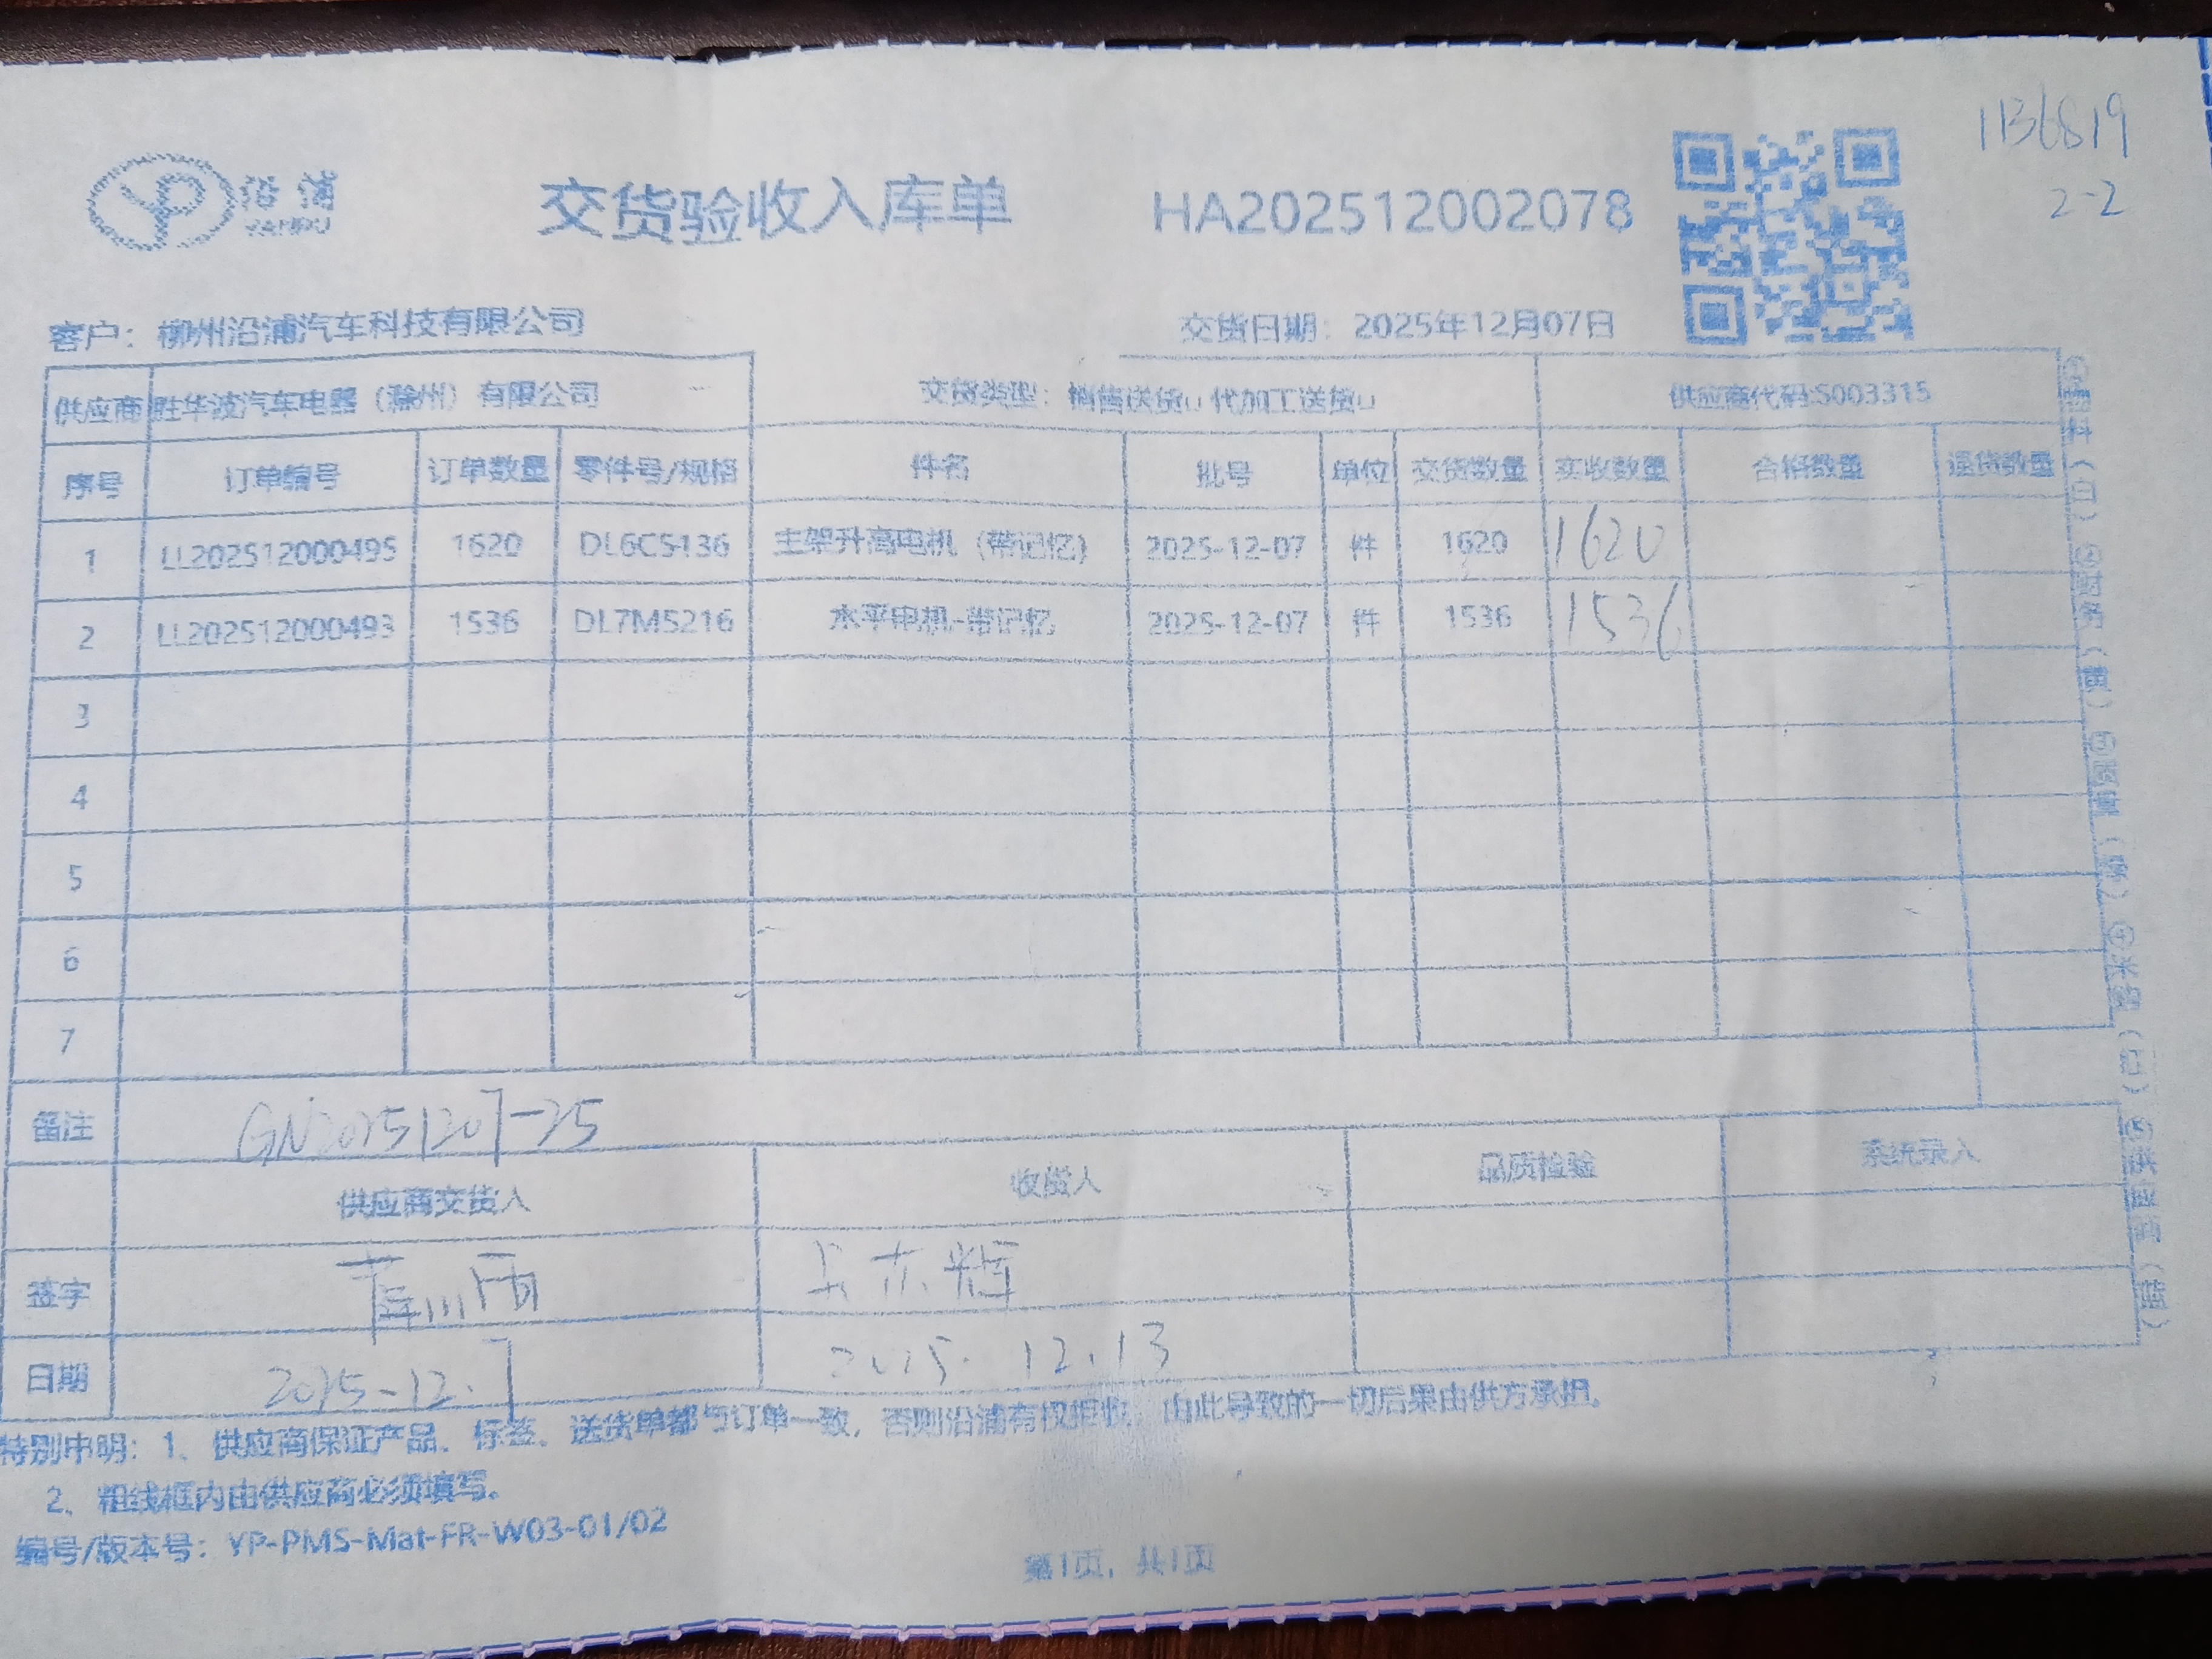 沿浦
YANPU
交货验收入库单
HA202512002078
1136819
2-2
客户：柳州沿浦汽车科技有限公司
交货日期：2025年12月07日
供应商 胜华波汽车电器（滁州）有限公司 交货类型：销售送货□ 代加工送货□ 供应商代码:S003315
序号 订单编号 订单数量 零件号/规格 件名 批号 单位 交货数量 实收数量 合格数量 退货数量
1 LL202512000495 1620 DL6CS136 主架升高电机（带记忆） 2025-12-07 件 1620 1620
2 LL202512000493 1536 DL7M5216 水平电机-带记忆 2025-12-07 件 1536 1536
3
4
5
6
7
备注 GN20251207-25
供应商交货人 收货人 品质检验 系统录入
签字
日期 2025-12.7 2025.12.13
特别申明：1、供应商保证产品、标签、送货单都与订单一致，否则沿浦有权拒收，由此导致的一切后果由供方承担。
2、粗线框内由供应商必须填写。
编号/版本号：YP-PMS-Mat-FR-W03-01/02
第1页，共1页